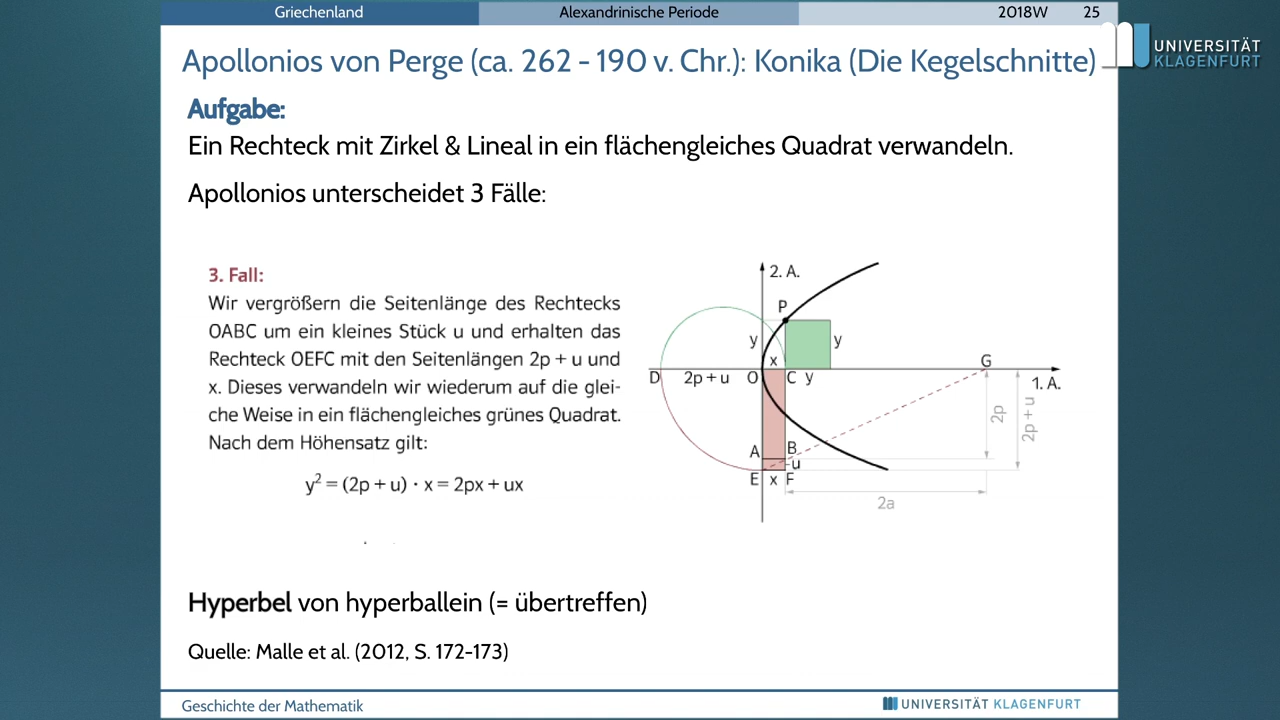 Griechenland
Alexandrinische Periode
2018W 25
UNIVERSITÄT
KLAGENFURT
Apollonios von Perge (ca. 262 - 190 v. Chr.): Konika (Die Kegelschnitte)
Aufgabe:
Ein Rechteck mit Zirkel & Lineal in ein flächengleiches Quadrat verwandeln.
Apollonios unterscheidet 3 Fälle:
3. Fall:
Wir vergrößern die Seitenlänge des Rechtecks
OABC um ein kleines Stück u und erhalten das
Rechteck OEFC mit den Seitenlängen 2p + u und
x. Dieses verwandeln wir wiederum auf die glei-
che Weise in ein flächengleiches grünes Quadrat.
Nach dem Höhensatz gilt:
y² = (2p + u) · x = 2px + ux
2. A.
P
y
y
x
G
D 2p + u O C y
1. A.
2p
2p + u
A B
u
E x F
2a
Hyperbel von hyperballein (= übertreffen)
Quelle: Malle et al. (2012, S. 172-173)
Geschichte der Mathematik
UNIVERSITÄT KLAGENFURT